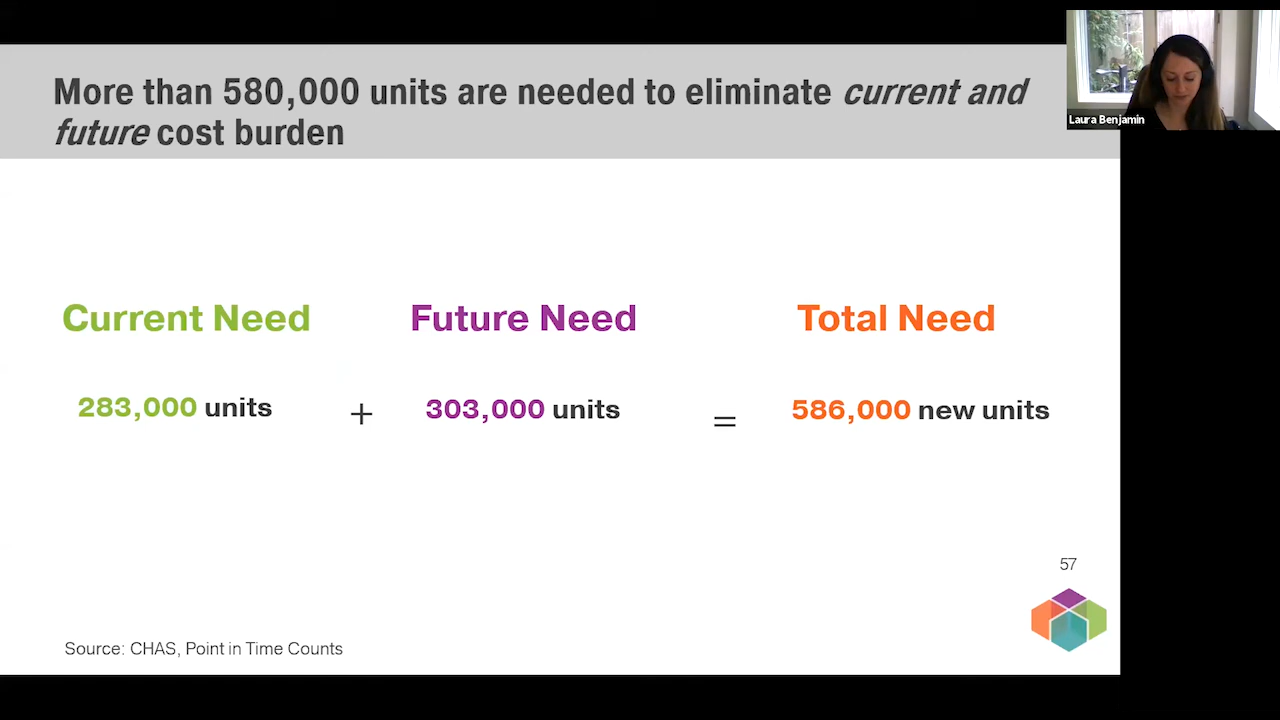 More than 580,000 units are needed to eliminate current and
future cost burden
Laura Benjamin
Current Need
Future Need
Total Need
283,000 units
+
303,000 units
=
586,000 new units
57
Source: CHAS, Point in Time Counts